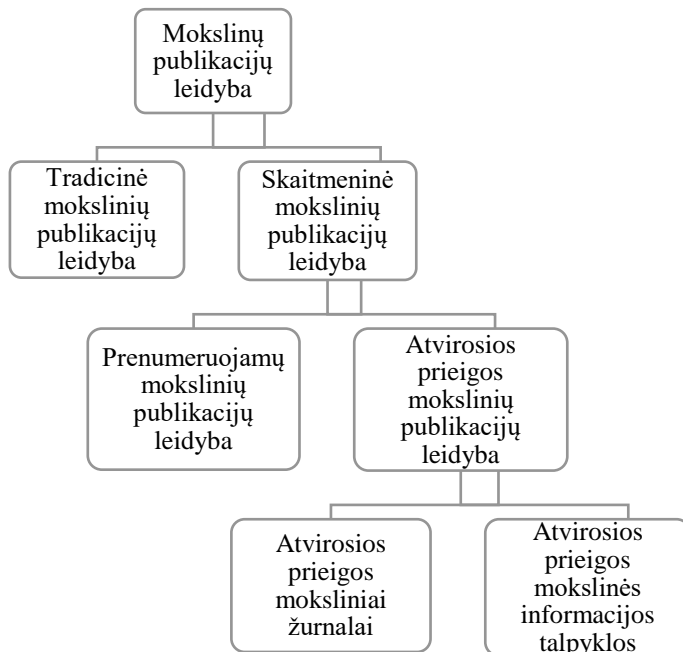 Mokslinų
publikacijų
leidyba
Tradicinė
mokslinių
publikacijų
leidyba
Skaitmeninė
mokslinių
publikacijų
leidyba
Prenumeruojamų
mokslinių
publikacijų
leidyba
Atvirosios
prieigos
mokslinių
publikacijų
leidyba
Atvirosios
prieigos
moksliniai
žurnalai
Atvirosios
prieigos
mokslinės
informacijos
talpyklos